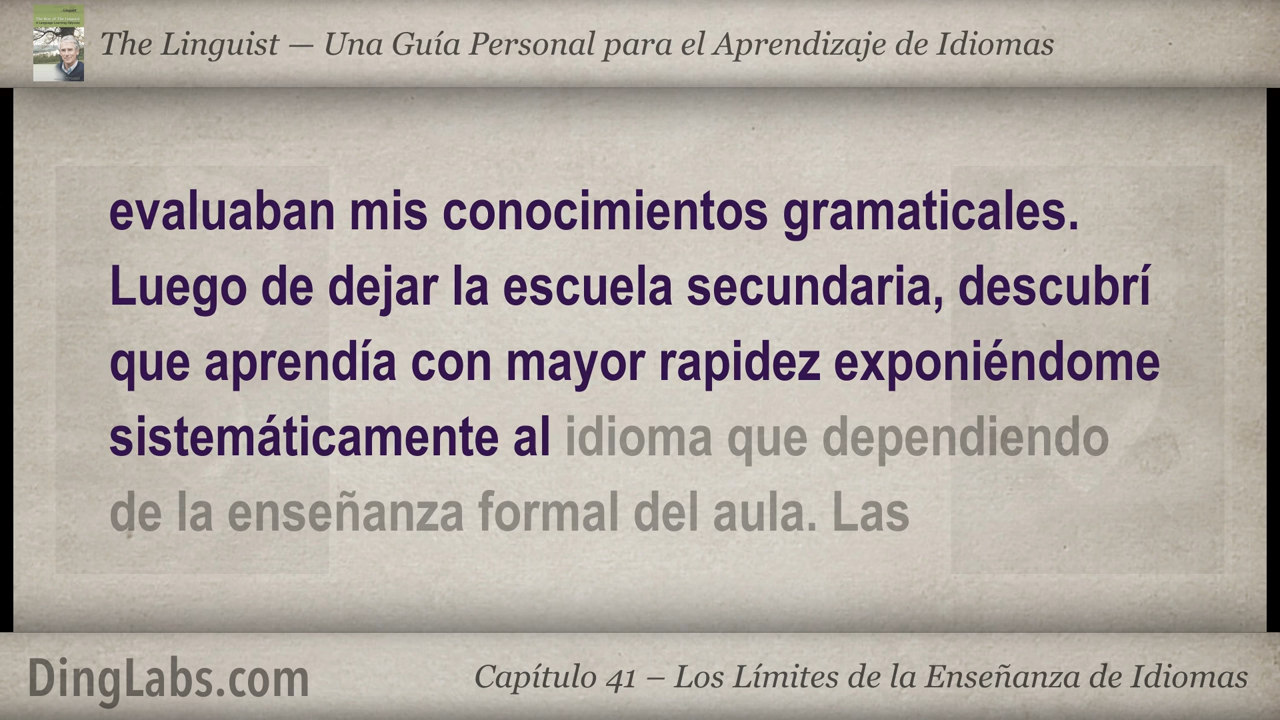 The Linguist — Una Guía Personal para el Aprendizaje de Idiomas
evaluaban mis conocimientos gramaticales.
Luego de dejar la escuela secundaria, descubrí
que aprendía con mayor rapidez exponiéndome
sistemáticamente al idioma que dependiendo
de la enseñanza formal del aula. Las
DingLabs.com
Capítulo 41 – Los Límites de la Enseñanza de Idiomas